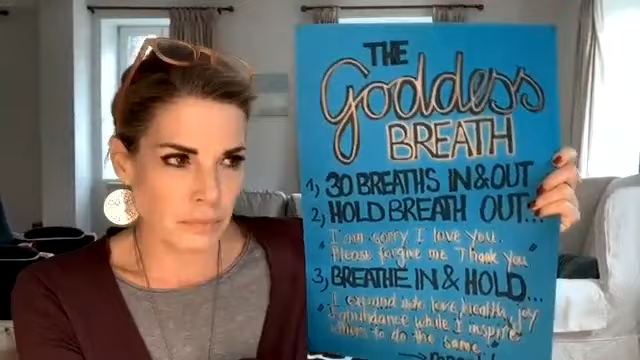 THE
Goddess
BREATH
1) 30 BREATHS IN & OUT
2) HOLD BREATH OUT...
"I am sorry I love you.
Please forgive me Thank you"
3) BREATHE IN & HOLD...
"I expand into love, health, joy
& abundance while I inspire
others to do the same"